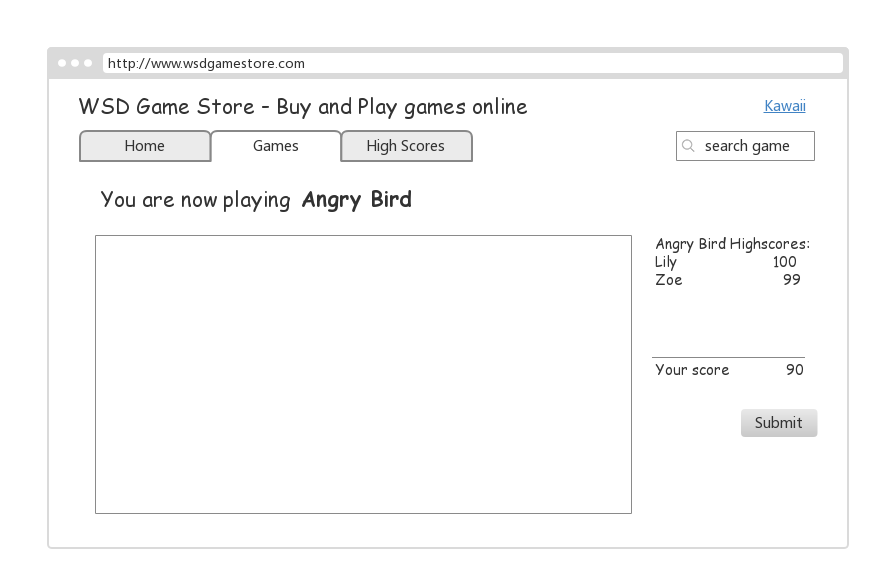 http://www.wsdgamestore.com
WSD Game Store - Buy and Play games online
Kawaii
Home
Games
High Scores
search game
You are now playing Angry Bird
Angry Bird Highscores:
Lily 100
Zoe 99
Your score 90
Submit